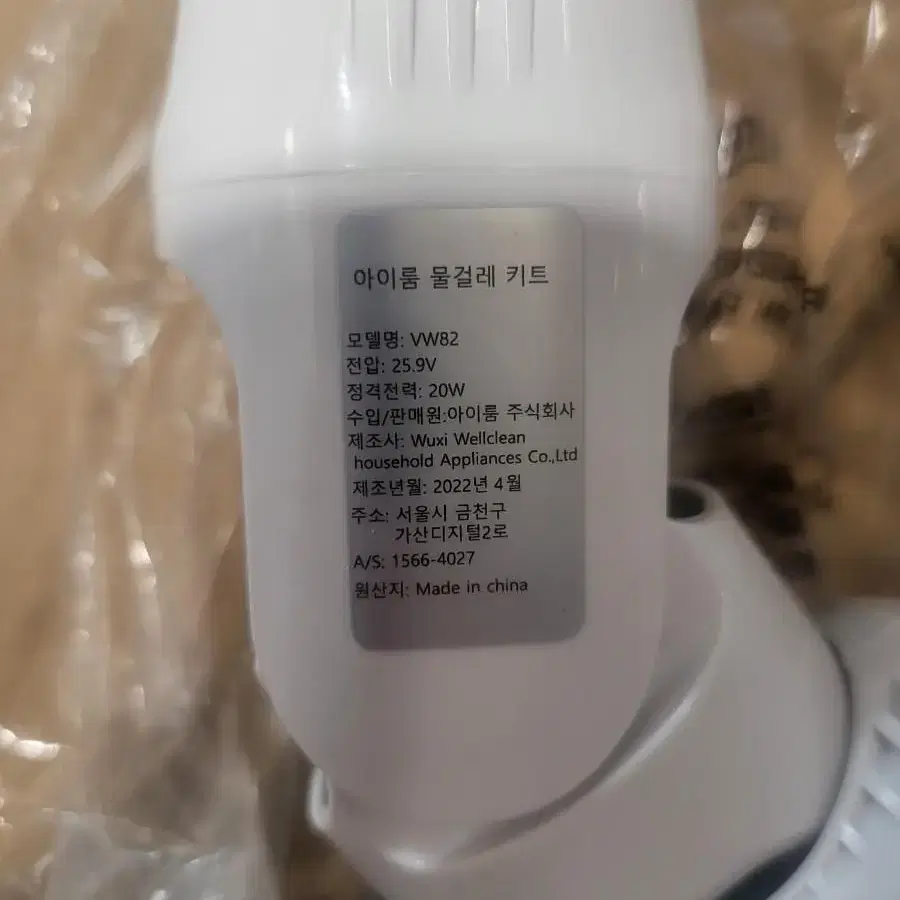 아이룸 물걸레 키트
모델명: VW82
전압: 25.9V
정격전력: 20W
수입/판매원:아이룸 주식회사
제조사: Wuxi Wellclean
household Appliances Co.,Ltd
제조년월: 2022년 4월
주소: 서울시 금천구
가산디지털2로
A/S: 1566-4027
원산지: Made in china